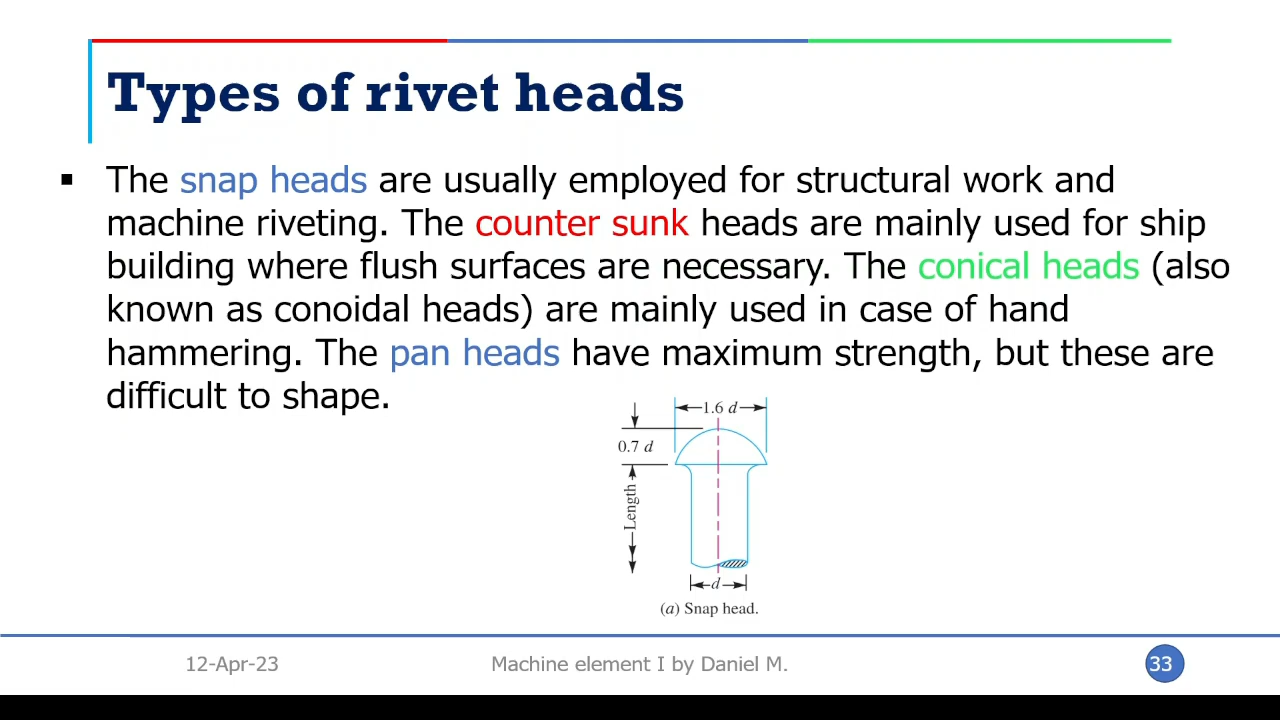 Types of rivet heads
▪ The snap heads are usually employed for structural work and
machine riveting. The counter sunk heads are mainly used for ship
building where flush surfaces are necessary. The conical heads (also
known as conoidal heads) are mainly used in case of hand
hammering. The pan heads have maximum strength, but these are
difficult to shape.
1.6 d
0.7 d
Length
d
(a) Snap head.
12-Apr-23
Machine element I by Daniel M.
33